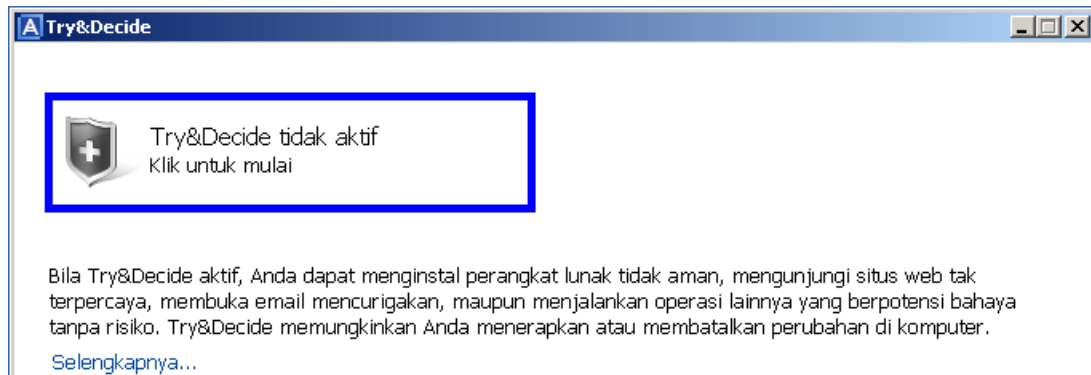 A Try&Decide
Try&Decide tidak aktif
Klik untuk mulai
Bila Try&Decide aktif, Anda dapat menginstal perangkat lunak tidak aman, mengunjungi situs web tak
terpercaya, membuka email mencurigakan, maupun menjalankan operasi lainnya yang berpotensi bahaya
tanpa risiko. Try&Decide memungkinkan Anda menerapkan atau membatalkan perubahan di komputer.
Selengkapnya...